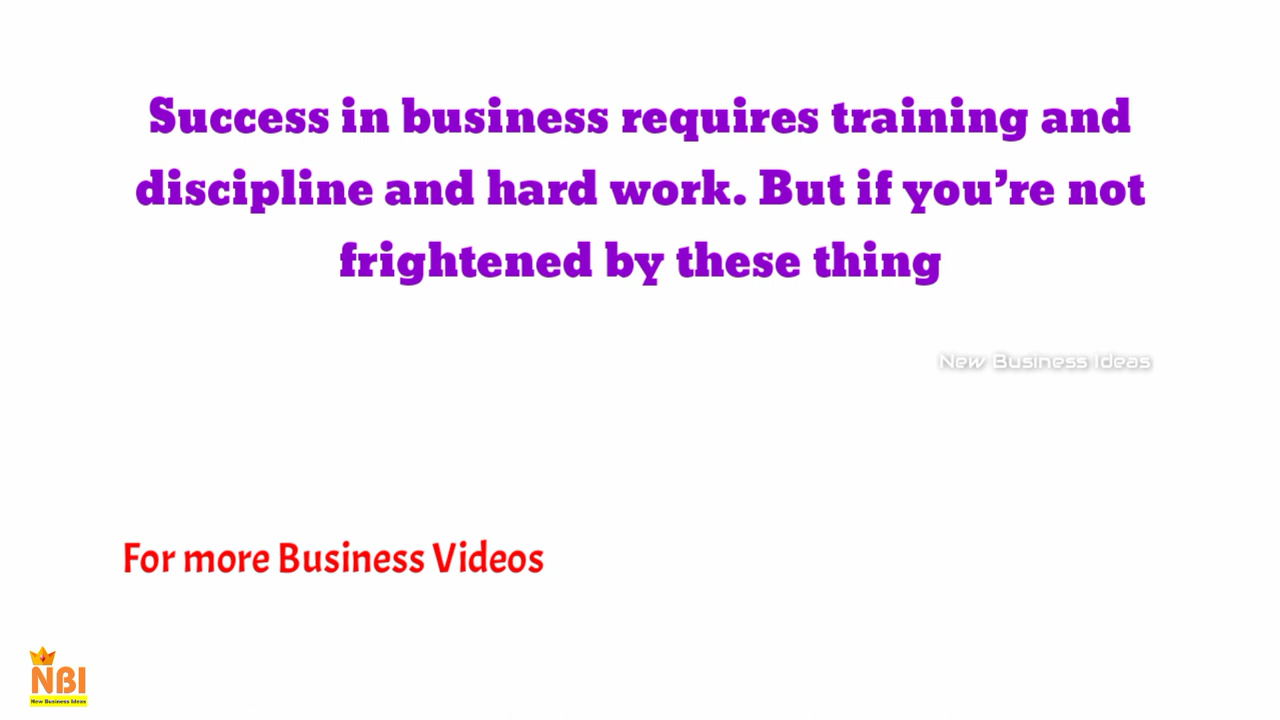 Success in business requires training and
discipline and hard work. But if you’re not
frightened by these thing
New Business Ideas
For more Business Videos
NBI
New Business Ideas